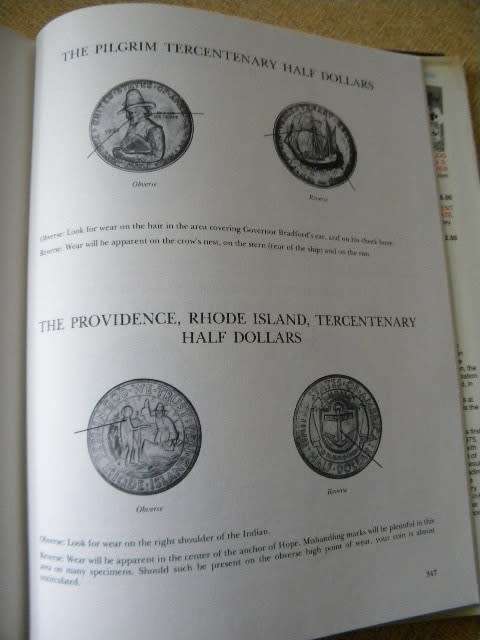 THE PILGRIM TERCENTENARY HALF DOLLARS
Obverse
Reverse
Obverse: Look for wear on the hair in the area covering Governor Bradford's ear, and on his cheek bone.
Reverse: Wear will be apparent on the crow's nest, on the stern (rear of the ship) and on the rim.
THE PROVIDENCE, RHODE ISLAND, TERCENTENARY
HALF DOLLARS
Obverse
Reverse
Obverse: Look for wear on the right shoulder of the Indian.
Reverse: Wear will be apparent in the center of the anchor of Hope. Mishandling marks will be plentiful in this
area on many specimens. Should such be present on the obverse high point of wear, your coin is almost
uncirculated.
347